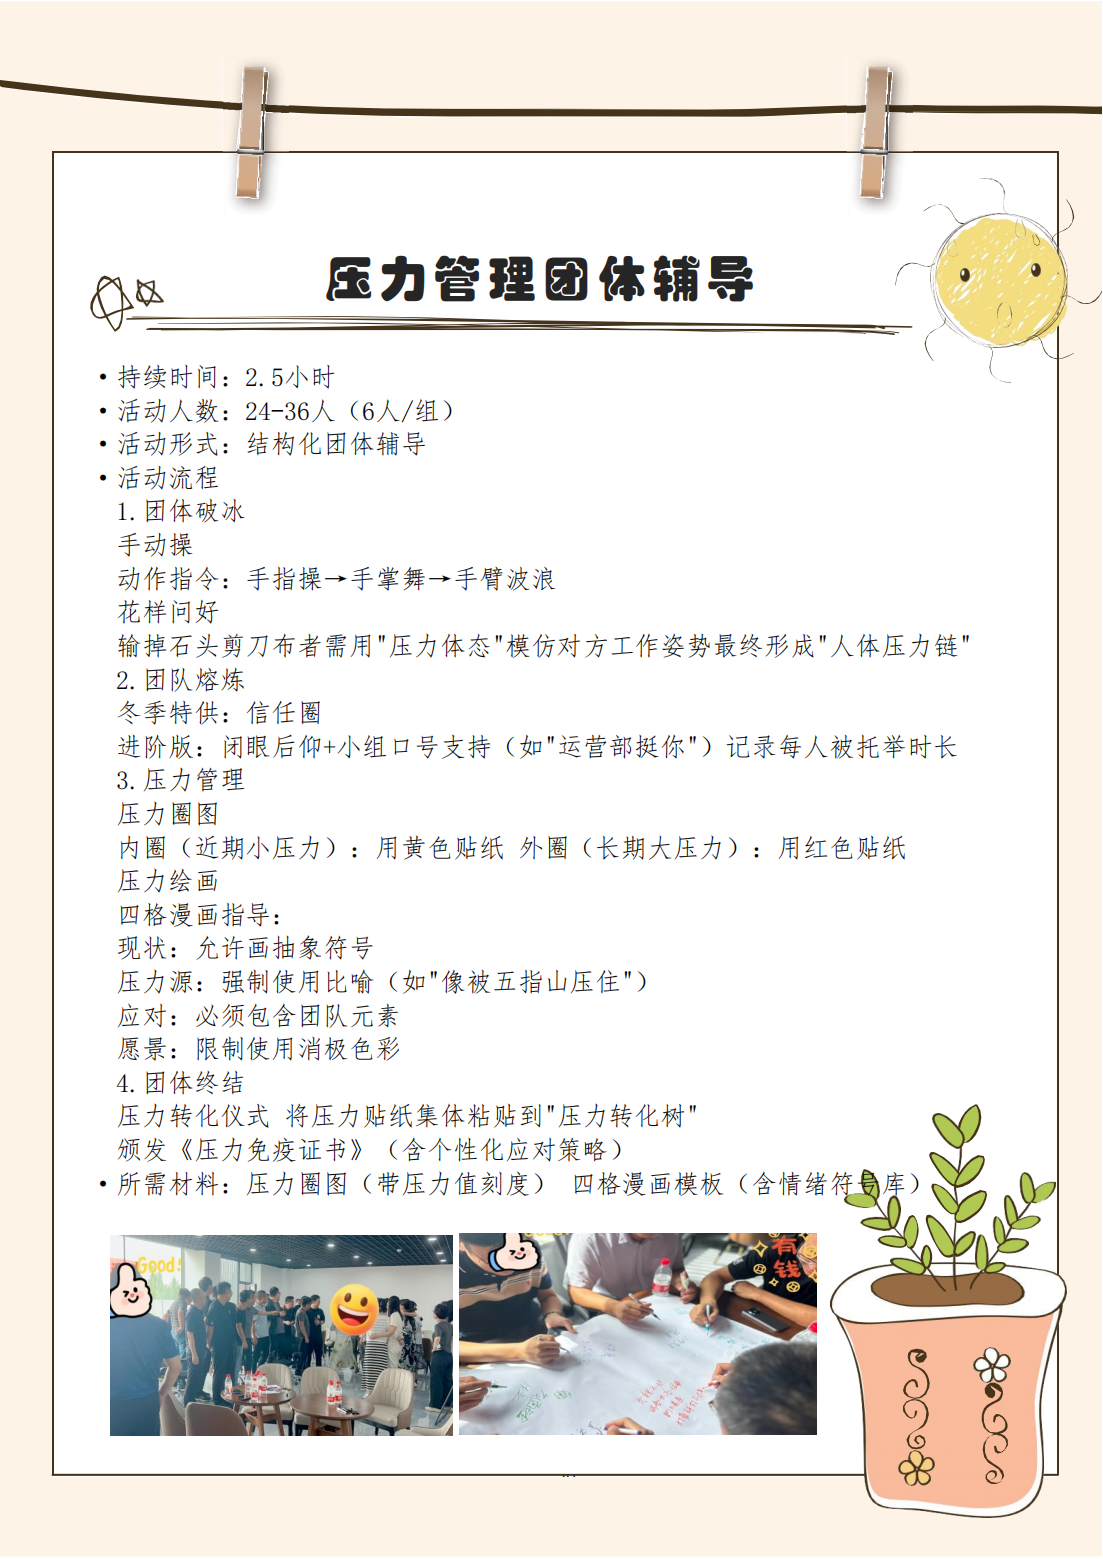 压力管理团体辅导
• 持续时间：2.5小时
• 活动人数：24-36人（6人/组）
• 活动形式：结构化团体辅导
• 活动流程
1.团体破冰
手动操
动作指令：手指操→手掌舞→手臂波浪
花样问好
输掉石头剪刀布者需用"压力体态"模仿对方工作姿势最终形成"人体压力链"
2.团队熔炼
冬季特供：信任圈
进阶版：闭眼后仰+小组口号支持（如"运营部挺你"）记录每人被托举时长
3.压力管理
压力圈图
内圈（近期小压力）：用黄色贴纸 外圈（长期大压力）：用红色贴纸
压力绘画
四格漫画指导：
现状：允许画抽象符号
压力源：强制使用比喻（如"像被五指山压住"）
应对：必须包含团队元素
愿景：限制使用消极色彩
4.团体终结
压力转化仪式 将压力贴纸集体粘贴到"压力转化树"
颁发《压力免疫证书》（含个性化应对策略）
• 所需材料：压力圈图（带压力值刻度） 四格漫画模板（含情绪符号库）
Good
有钱